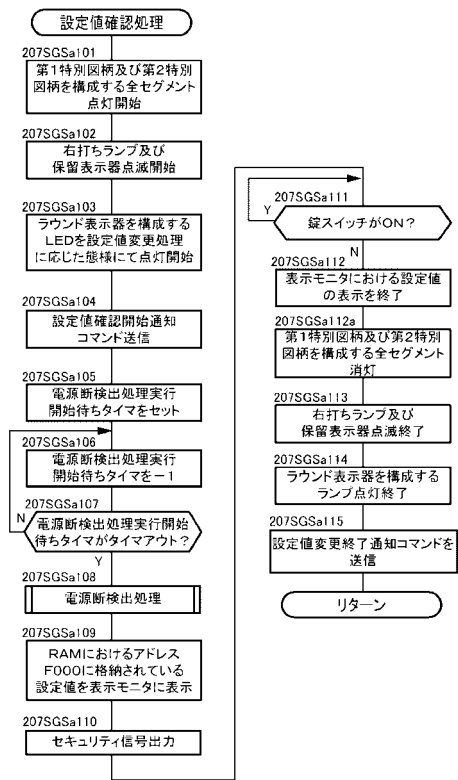 設定値確認処理
207SGSa101
第1特別図柄及び第2特別
図柄を構成する全セグメント
点灯開始
207SGSa102
右打ちランプ及び
保留表示器点滅開始
207SGSa103
ラウンド表示器を構成する
LEDを設定値変更処理
に応じた態様にて点灯開始
207SGSa104
設定値確認開始通知
コマンド送信
207SGSa105
電源断検出処理実行
開始待ちタイマをセット
207SGSa106
電源断検出処理実行
開始待ちタイマを－1
207SGSa107
N
電源断検出処理実行開始
待ちタイマがタイムアウト?
Y
207SGSa108
電源断検出処理
207SGSa109
RAMにおけるアドレス
F000に格納されている
設定値を表示モニタに表示
207SGSa110
セキュリティ信号出力
207SGSa111
Y
錠スイッチがON?
N
207SGSa112
表示モニタにおける設定値
の表示を終了
207SGSa112a
第1特別図柄及び第2特別
図柄を構成する全セグメント
消灯
207SGSa113
右打ちランプ及び
保留表示器点滅終了
207SGSa114
ラウンド表示器を構成する
ランプ点灯終了
207SGSa115
設定値変更終了通知コマンドを
送信
リターン